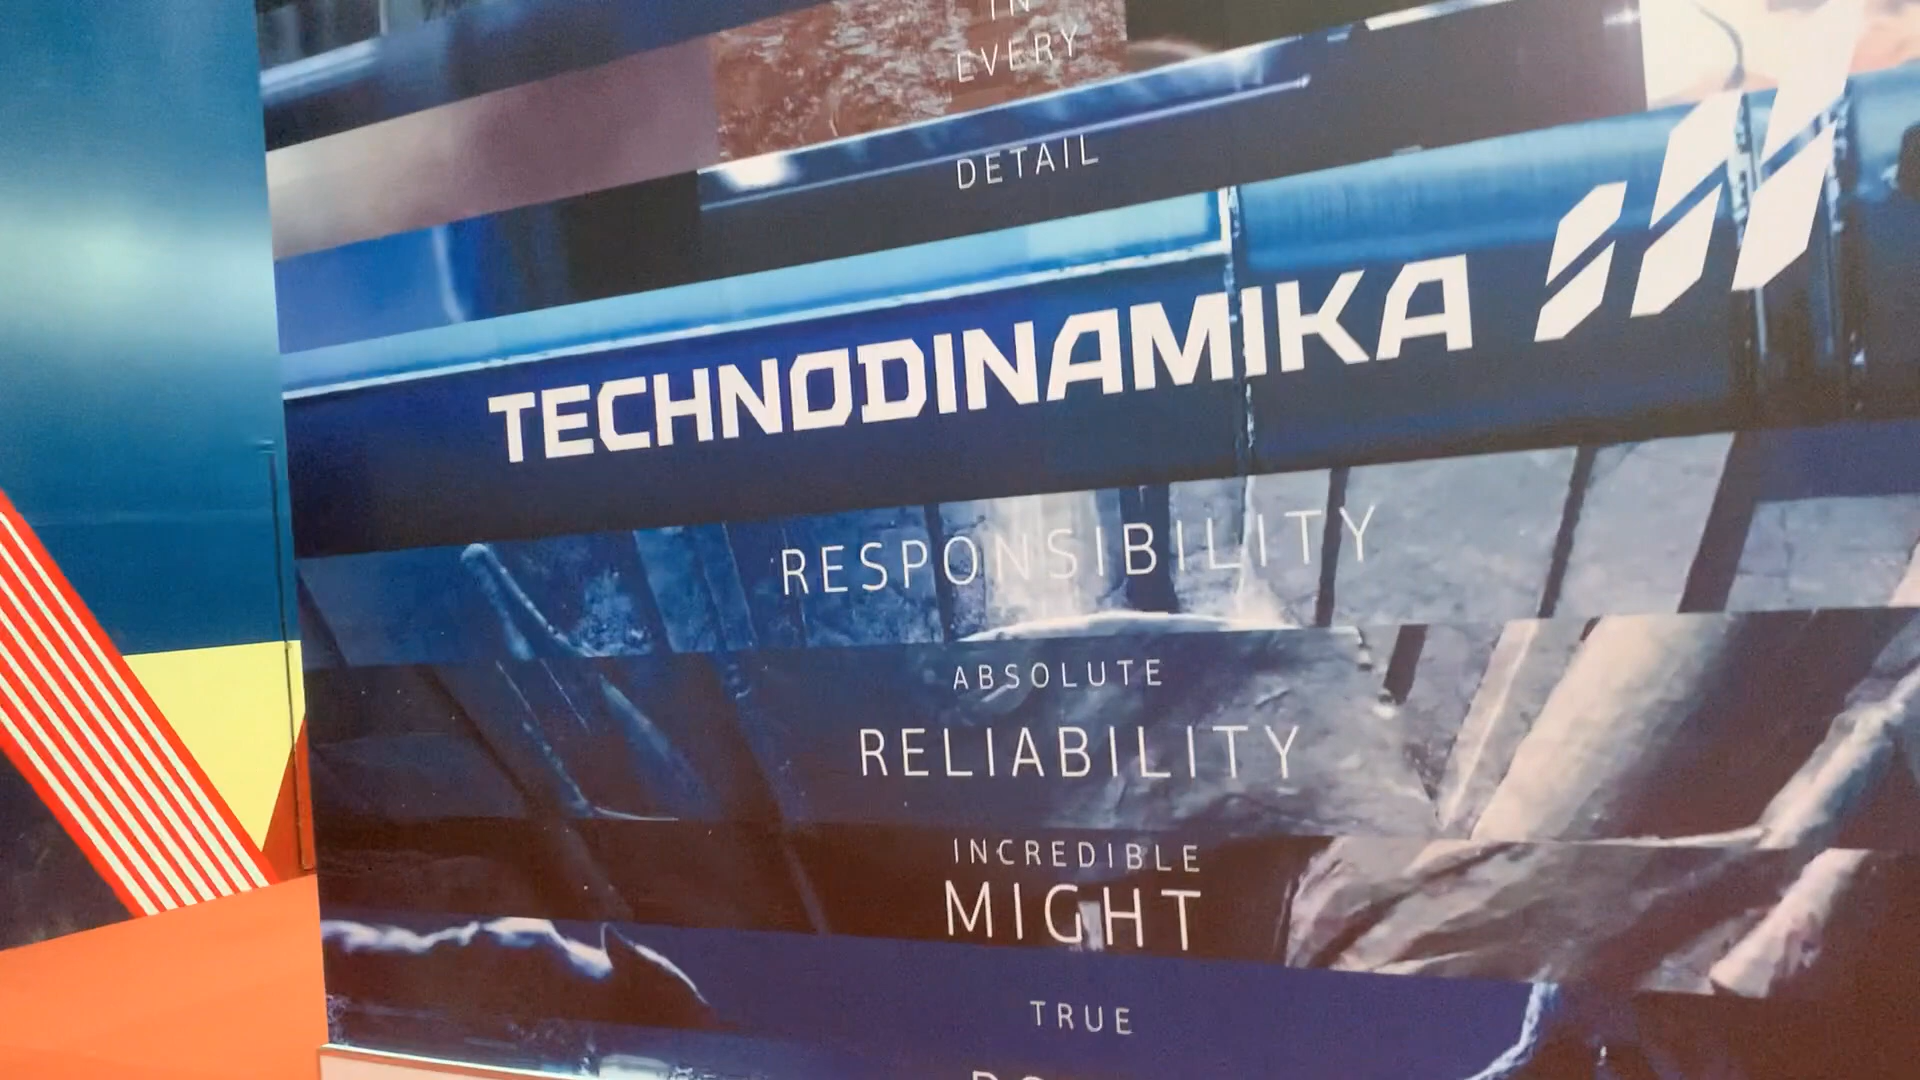 IN
EVERY
DETAIL
TECHNODINAMIKA
RESPONSIBILITY
ABSOLUTE
RELIABILITY
INCREDIBLE
MIGHT
TRUE